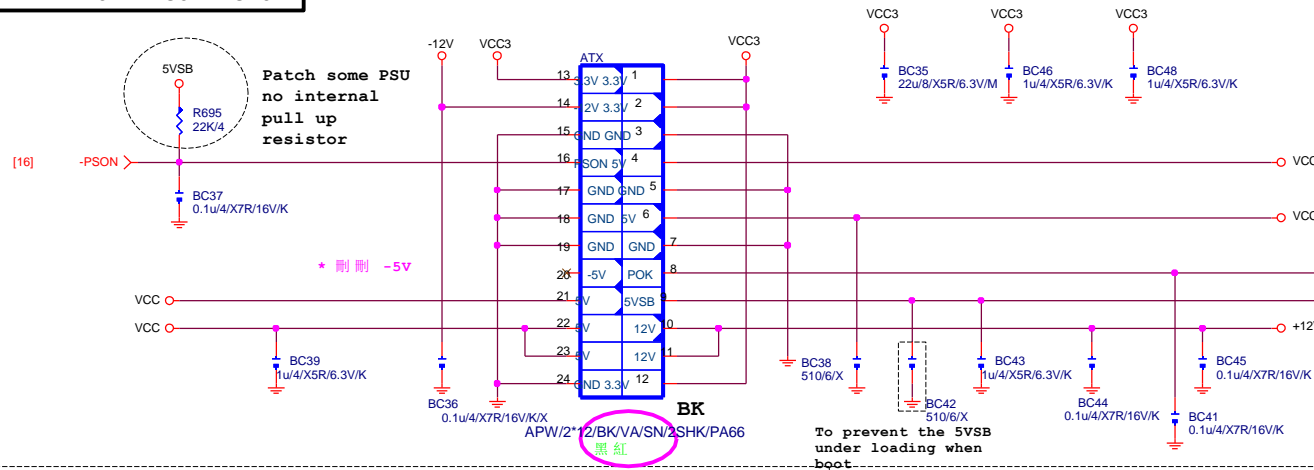 VCC3
VCC3
VCC3
-12V
VCC3
VCC3
ATX
5VSB
Patch some PSU
no internal
pull up
resistor
R695
22K/4
BC35
22u/8/X5R/6.3V/M
BC46
1u/4/X5R/6.3V/K
BC48
1u/4/X5R/6.3V/K
13 3.3V 3.3V 1
14 -12V 3.3V 2
15 GND GND 3
16 PSON 5V 4
17 GND GND 5
18 GND 5V 6
19 GND GND 7
20 -5V POK 8
21 5V 5VSB 9
22 5V 12V 0
23 5V 12V 1
24 GND 3.3V 12
[16]
-PSON
VCC
BC37
0.1u/4/X7R/16V/K
VCC
* 刪刪 -5V
VCC
VCC
+12V
BC39
1u/4/X5R/6.3V/K
BC36
0.1u/4/X7R/16V/K/X
BC38
510/6/X
BC42
510/6/X
BC43
1u/4/X5R/6.3V/K
BC44
0.1u/4/X7R/16V/K
BC45
0.1u/4/X7R/16V/K
BC41
0.1u/4/X7R/16V/K
BK
APW/2*12/BK/VA/SN/2SHK/PA66
黑紅
To prevent the 5VSB
under loading when
boot